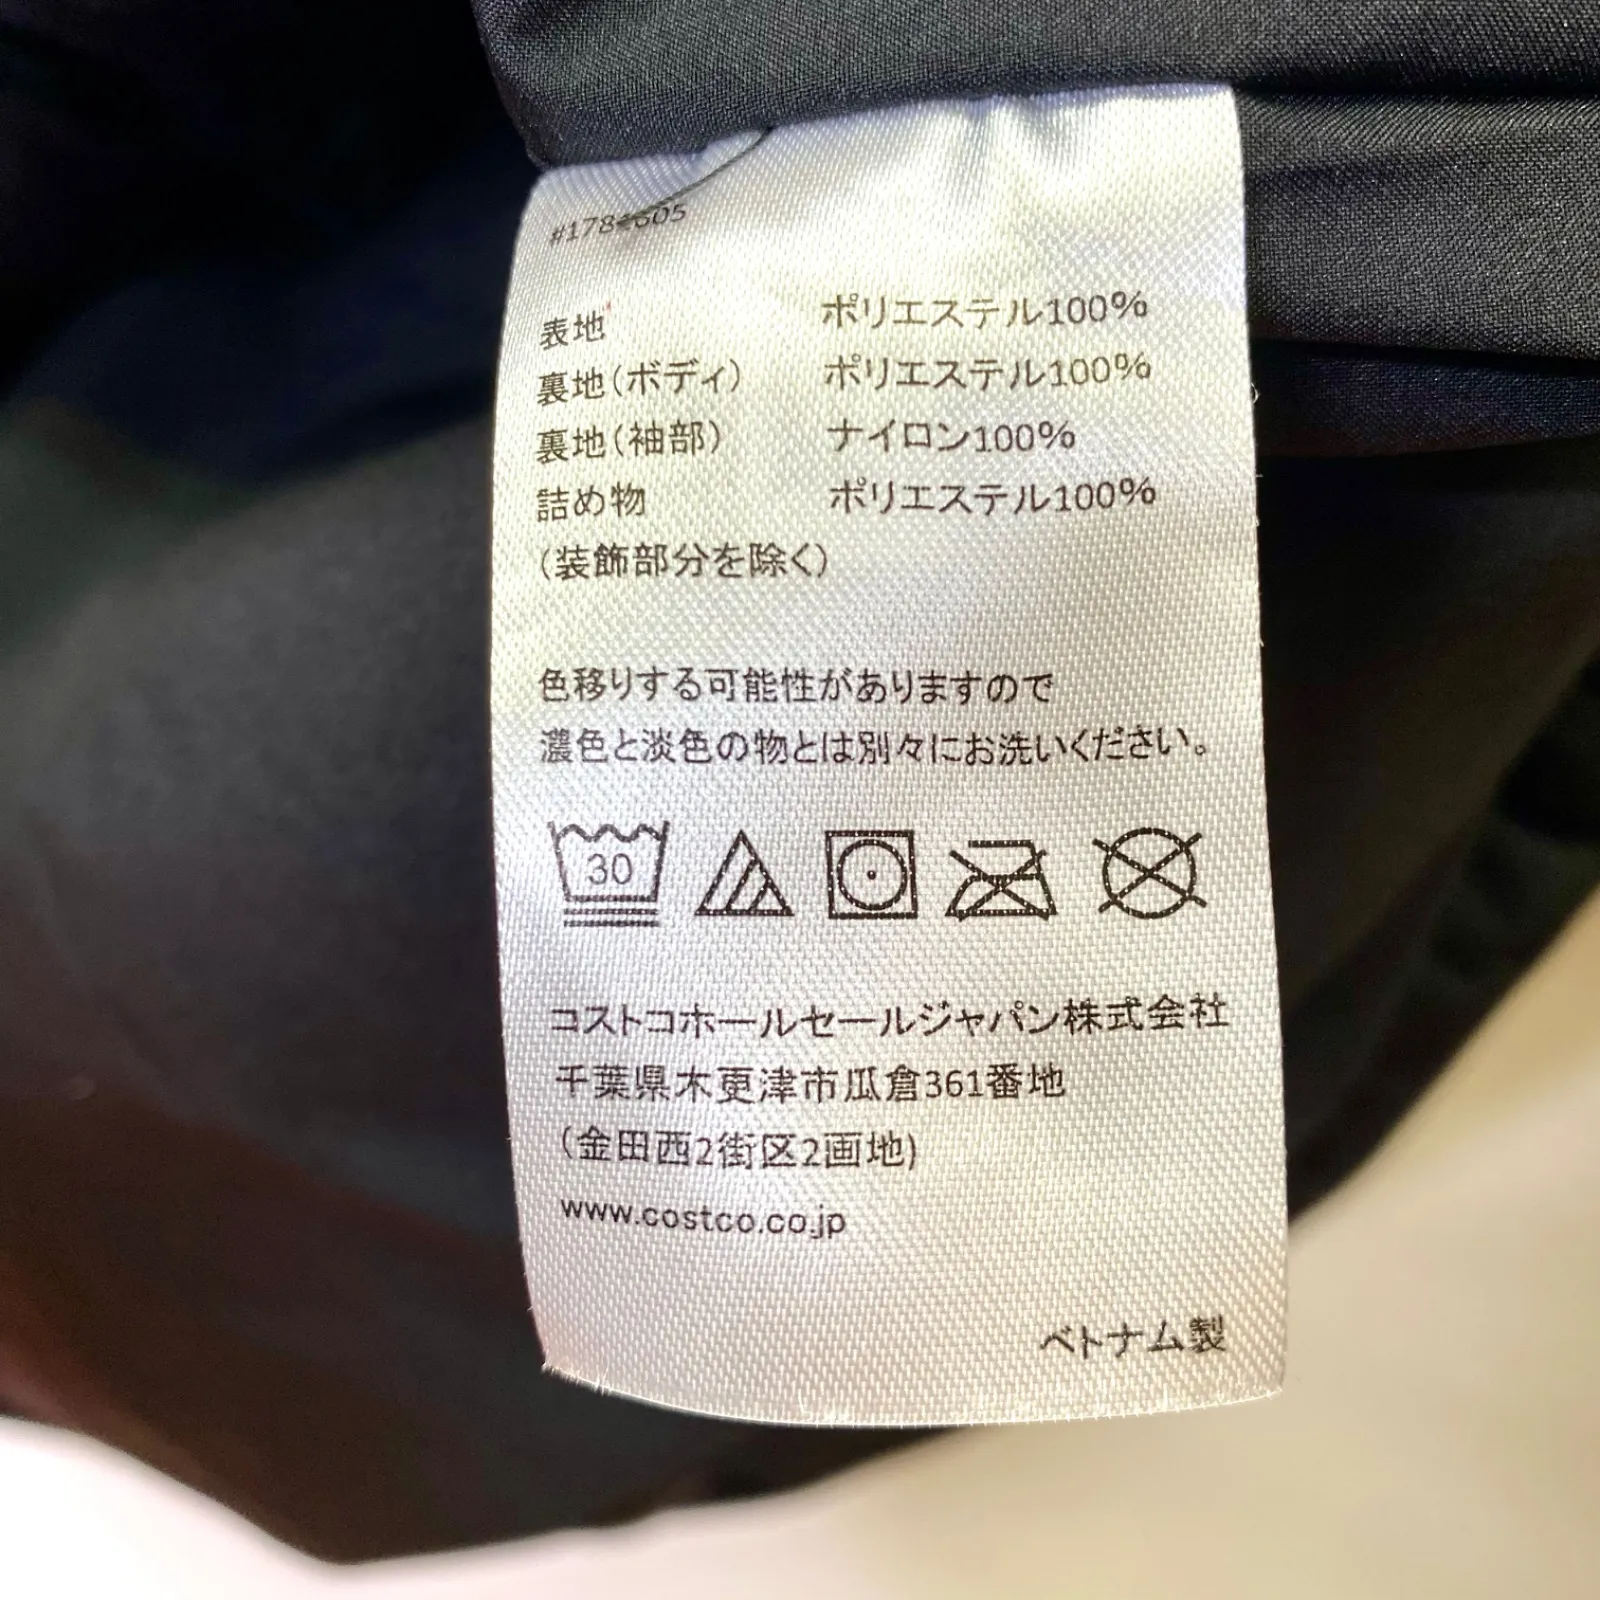 表地 ポリエステル100%
裏地(ボディ) ポリエステル100%
裏地(袖部) ナイロン100%
詰め物 ポリエステル100%
(装飾部分を除く)
色移りする可能性がありますので
濃色と淡色の物とは別々にお洗いください。
30
コストコホールセールジャパン株式会社
千葉県木更津市瓜倉361番地
(金田西2街区2画地)
www.costco.co.jp
ベトナム製